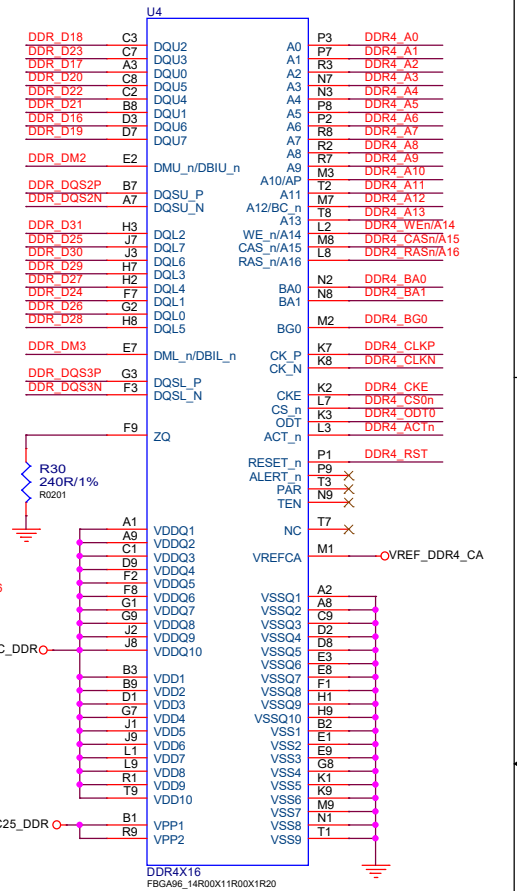 U4
DDR_D18 C3 DQU2 A0 P3 DDR4_A0
DDR_D23 C7 DQU3 A1 P7 DDR4_A1
DDR_D17 A3 DQU0 A2 R3 DDR4_A2
DDR_D20 C8 DQU5 A3 N7 DDR4_A3
DDR_D22 C2 DQU4 A4 N3 DDR4_A4
DDR_D21 B8 DQU1 A5 P8 DDR4_A5
DDR_D16 D3 DQU6 A6 P2 DDR4_A6
DDR_D19 D7 DQU7 A7 R8 DDR4_A7
A8 R2 DDR4_A8
DDR_DM2 E2 DMU_n/DBIU_n A9 R7 DDR4_A9
A10/AP M3 DDR4_A10
DDR_DQS2P B7 DQSU_P A11 T2 DDR4_A11
DDR_DQS2N A7 DQSU_N A12/BC_n M7 DDR4_A12
A13 T8 DDR4_A13
DDR_D31 H3 DQL2 WE_n/A14 L2 DDR4_WEn/A14
DDR_D25 J7 DQL7 CAS_n/A15 M8 DDR4_CASn/A15
DDR_D30 J3 DQL6 RAS_n/A16 L8 DDR4_RASn/A16
DDR_D29 H7 DQL3
DDR_D27 H2 DQL4 BA0 N2 DDR4_BA0
DDR_D24 F7 DQL1 BA1 N8 DDR4_BA1
DDR_D26 G2 DQL0
DDR_D28 H8 DQL5 BG0 M2 DDR4_BG0
DDR_DM3 E7 DML_n/DBIL_n CK_P K7 DDR4_CLKP
CK_N K8 DDR4_CLKN
DDR_DQS3P G3 DQSL_P
DDR_DQS3N F3 DQSL_N CKE K2 DDR4_CKE
CS_n L7 DDR4_CS0n
ODT K3 DDR4_ODT0
F9 ZQ ACT_n L3 DDR4_ACTn
RESET_n P1 DDR4_RST
R30 ALERT_n P9
240R/1% PAR T3
R0201 TEN N9
A1 VDDQ1 NC T7
A9 VDDQ2
C1 VDDQ3 VREFCA M1 VREF_DDR4_CA
D9 VDDQ4
F2 VDDQ5
F8 VDDQ6 VSSQ1 A2
G1 VDDQ7 VSSQ2 A8
G9 VDDQ8 VSSQ3 C9
J2 VDDQ9 VSSQ4 D2
C_DDR J8 VDDQ10 VSSQ5 D8
VSSQ6 E3
B3 VDD1 VSSQ7 E8
B9 VDD2 VSSQ8 F1
D1 VDD3 VSSQ9 H1
G7 VDD4 VSSQ10 H9
J1 VDD5 VSS1 B2
J9 VDD6 VSS2 E1
L1 VDD7 VSS3 E9
L9 VDD8 VSS4 G8
R1 VDD9 VSS5 K1
T9 VDD10 VSS6 K9
VSS7 M9
C25_DDR B1 VPP1 VSS8 N1
R9 VPP2 VSS9 T1
DDR4X16
FBGA96_14R00X11R00X1R20